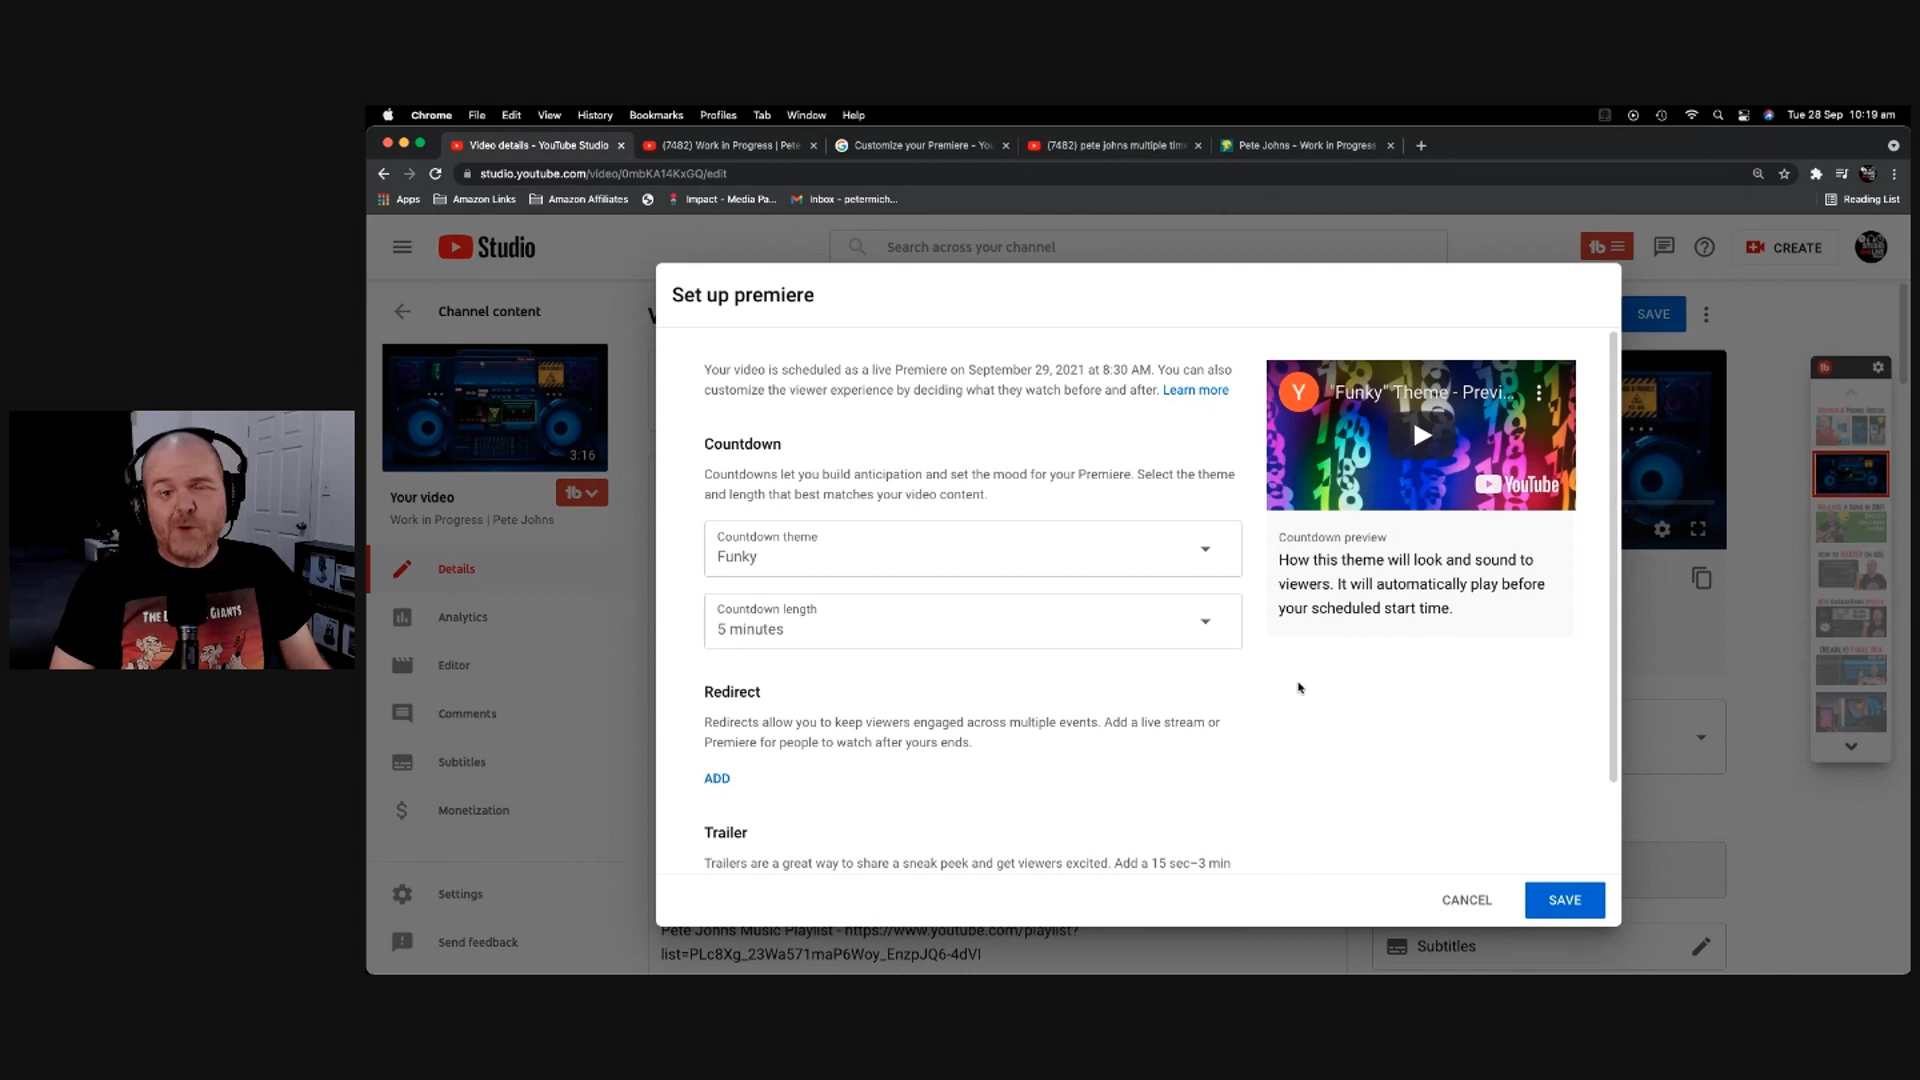 Chrome File Edit View History Bookmarks Profiles Tab Window Help Tue 28 Sep 10:19 am
Video details - YouTube Studio (7482) Work in Progress | Pete Customize your Premiere - You (7482) pete johns multiple tim Pete Johns - Work in Progress
studio.youtube.com/video/0mbKA14KxGQ/edit
Apps Amazon Links Amazon Affiliates Impact - Media Pa... Inbox - petermich... Reading List
Studio Search across your channel CREATE
Channel content
3:16
Your video
Work in Progress | Pete Johns
Details
Analytics
Editor
Comments
Subtitles
Monetization
Settings
Send feedback
Set up premiere
SAVE
Your video is scheduled as a live Premiere on September 29, 2021 at 8:30 AM. You can also
customize the viewer experience by deciding what they watch before and after. Learn more
Countdown
Countdowns let you build anticipation and set the mood for your Premiere. Select the theme
and length that best matches your video content.
Countdown theme
Funky
Countdown length
5 minutes
Redirect
Redirects allow you to keep viewers engaged across multiple events. Add a live stream or
Premiere for people to watch after yours ends.
ADD
Trailer
Trailers are a great way to share a sneak peek and get viewers excited. Add a 15 sec–3 min
Y "Funky" Theme - Previ...
YouTube
Countdown preview
How this theme will look and sound to
viewers. It will automatically play before
your scheduled start time.
CANCEL SAVE
Pete Johns Music Playlist - https://www.youtube.com/playlist?
list=PLc8Xg_23Wa571maP6Woy_EnzpJQ6-4dVl
Subtitles
GIANTS